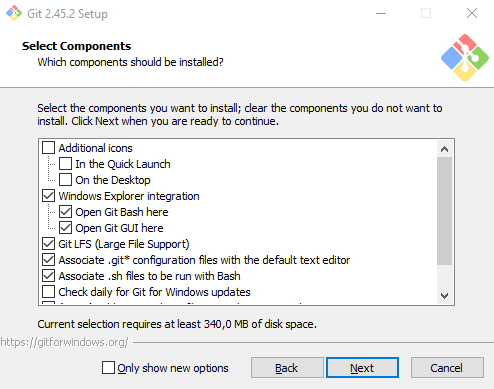 Git 2.45.2 Setup
Select Components
Which components should be installed?
Select the components you want to install; clear the components you do not want to
install. Click Next when you are ready to continue.
Additional icons
In the Quick Launch
On the Desktop
Windows Explorer integration
Open Git Bash here
Open Git GUI here
Git LFS (Large File Support)
Associate .git* configuration files with the default text editor
Associate .sh files to be run with Bash
Check daily for Git for Windows updates
Current selection requires at least 340,0 MB of disk space.
https://gitforwindows.org/
Only show new options
Back
Next
Cancel